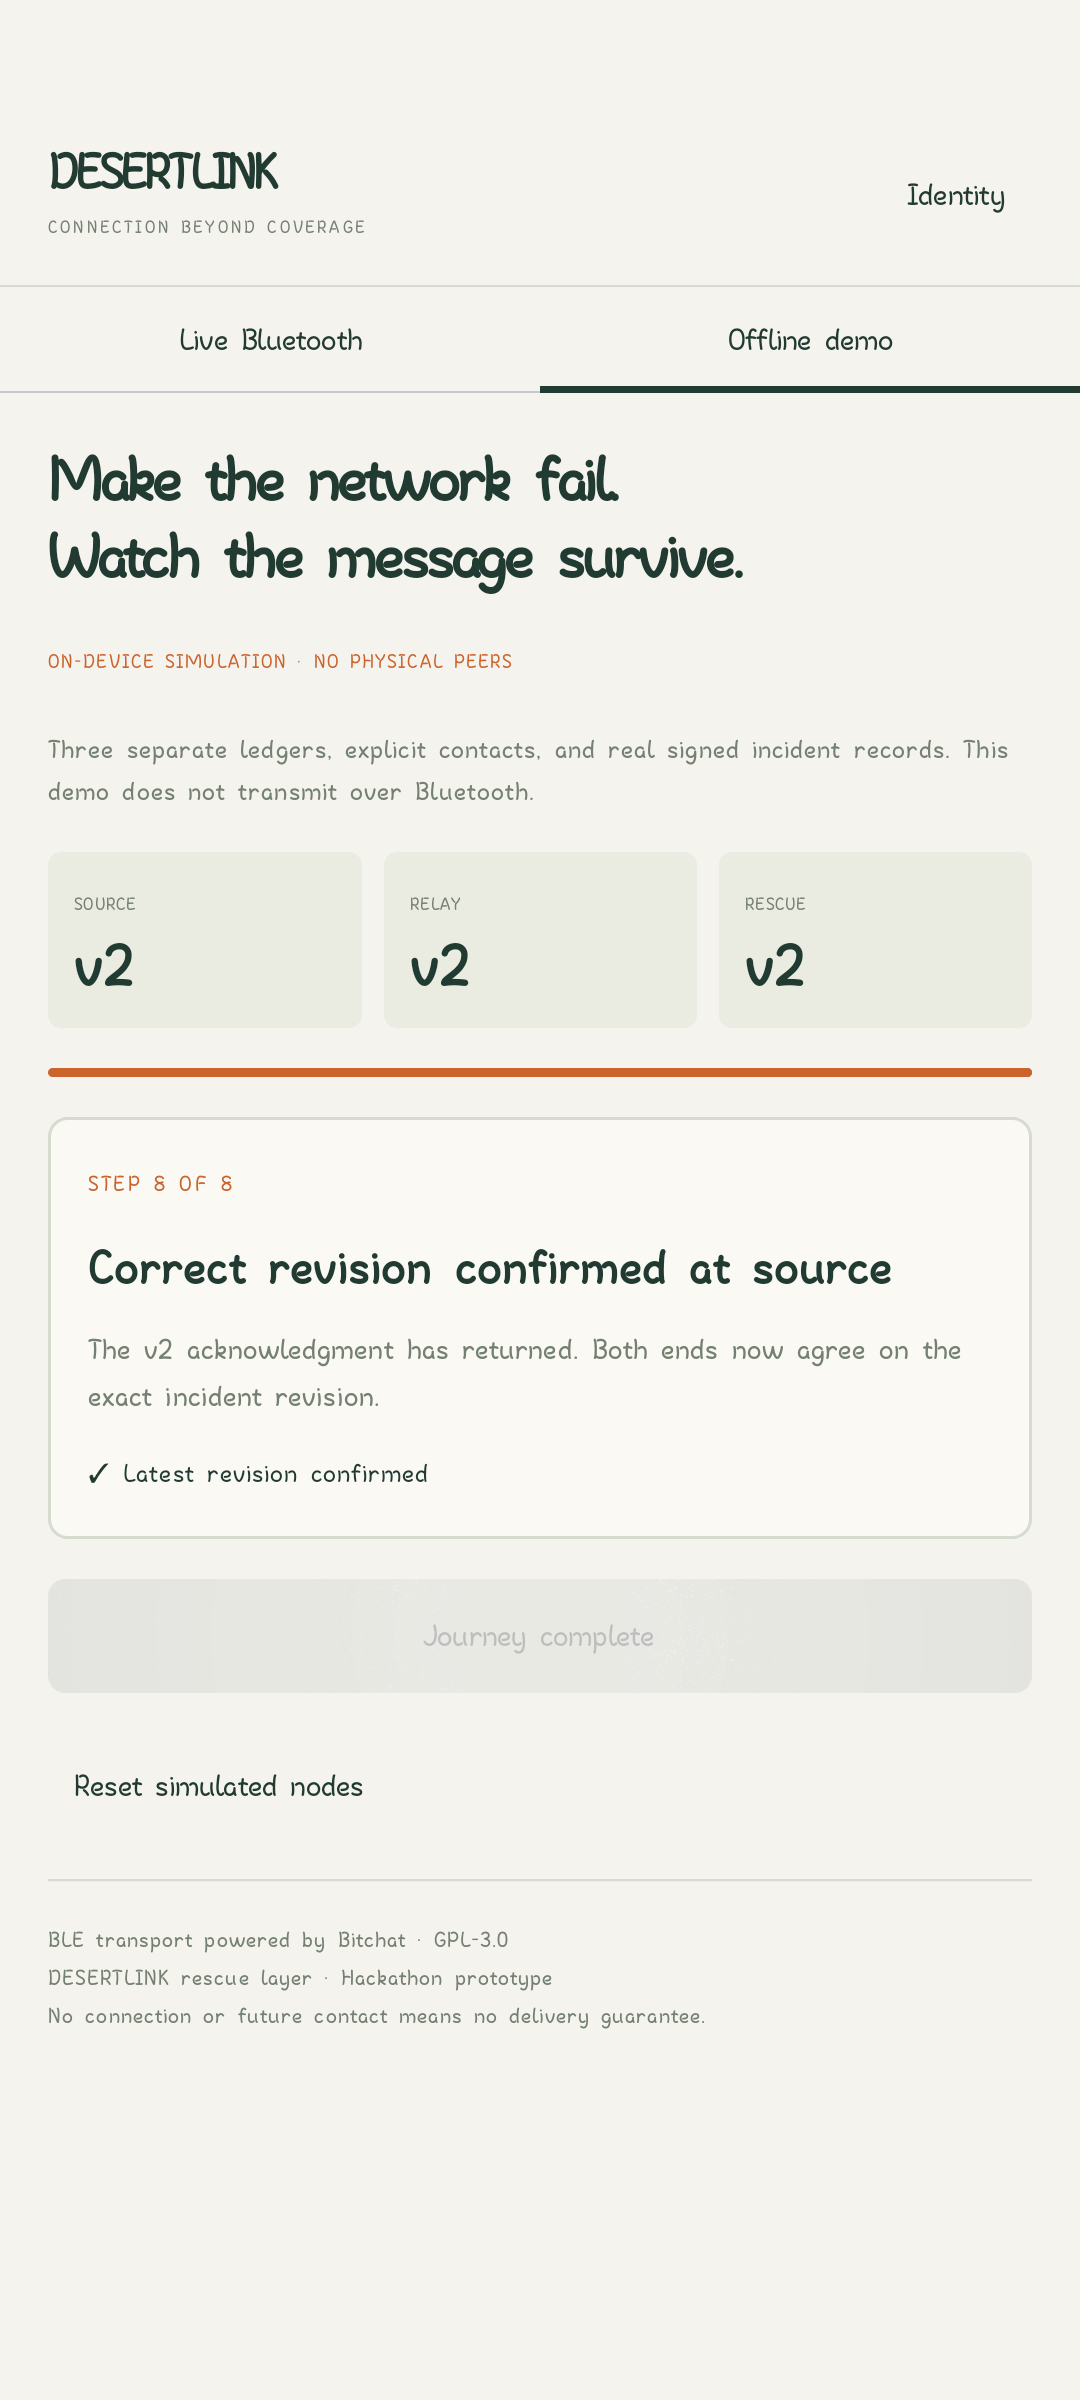 DESERTLINK
CONNECTION BEYOND COVERAGE
Identity
Live Bluetooth
Offline demo
Make the network fail.
Watch the message survive.
ON-DEVICE SIMULATION · NO PHYSICAL PEERS
Three separate ledgers, explicit contacts, and real signed incident records. This
demo does not transmit over Bluetooth.
SOURCE
v2
RELAY
v2
RESCUE
v2
STEP 8 OF 8
Correct revision confirmed at source
The v2 acknowledgment has returned. Both ends now agree on the
exact incident revision.
✓ Latest revision confirmed
Journey complete
Reset simulated nodes
BLE transport powered by Bitchat · GPL-3.0
DESERTLINK rescue layer · Hackathon prototype
No connection or future contact means no delivery guarantee.